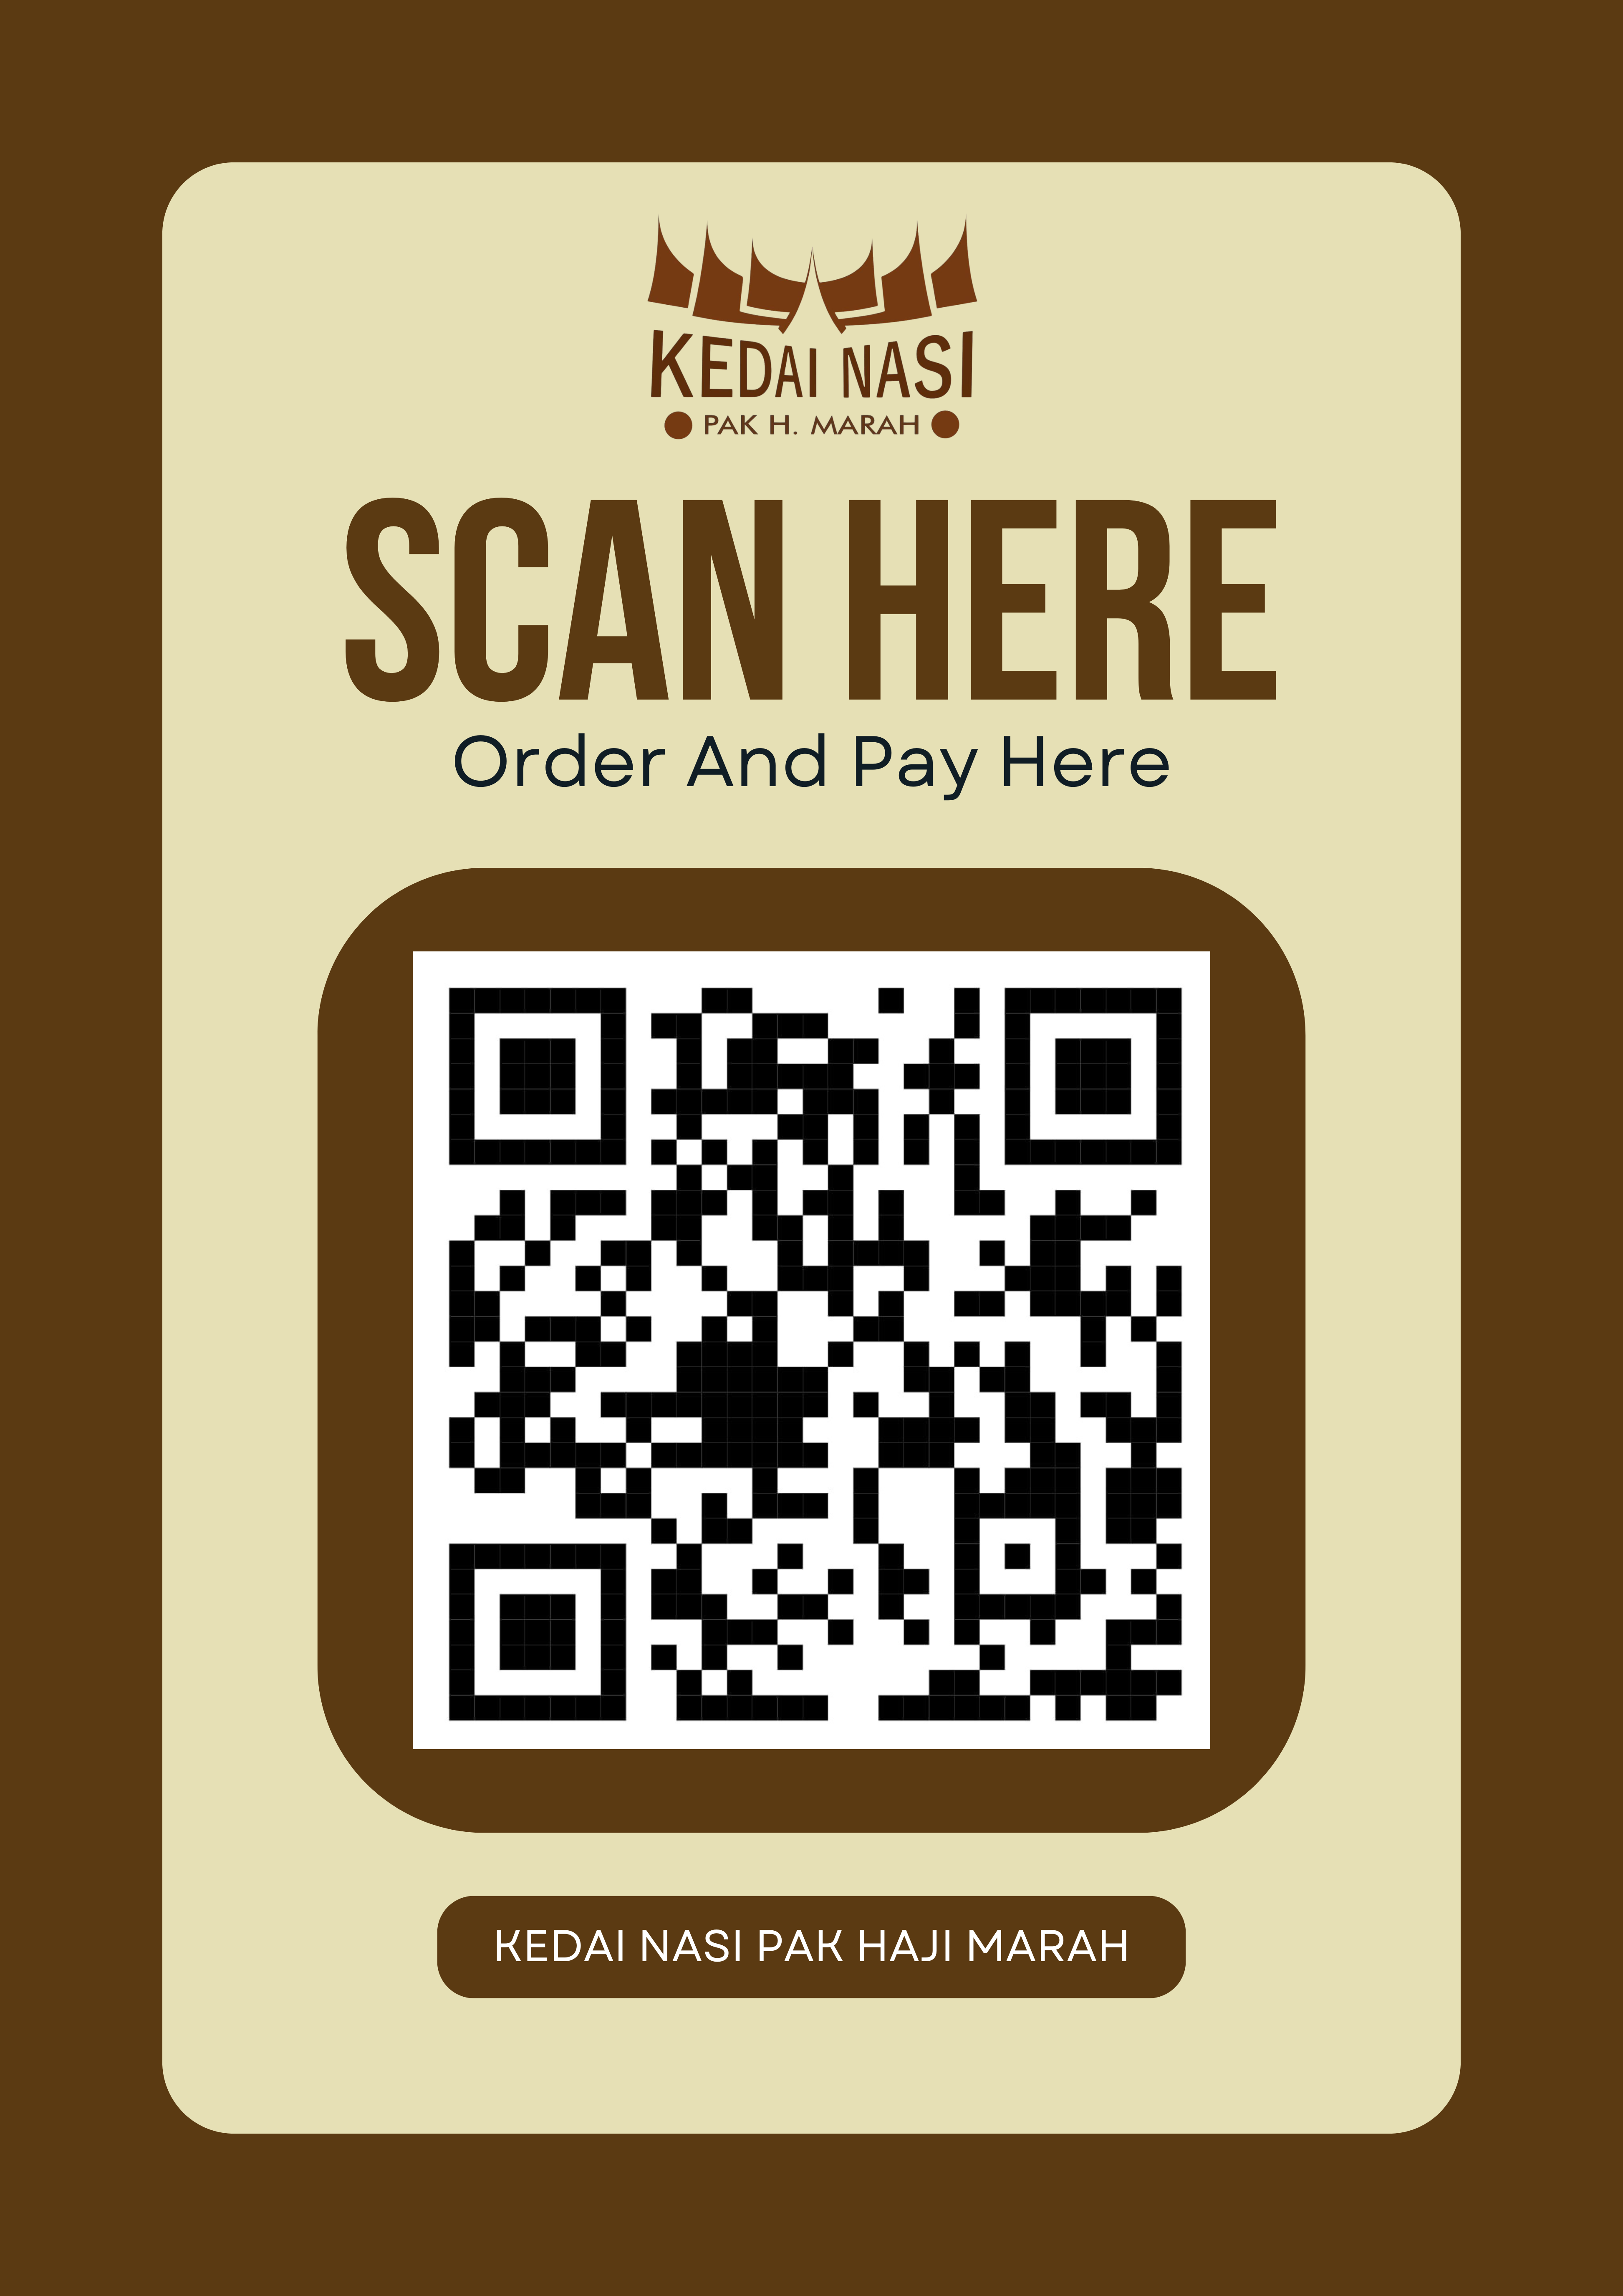 KEDAI NASI
PAK H. MARAH
SCAN HERE
Order And Pay Here
KEDAI NASI PAK HAJI MARAH